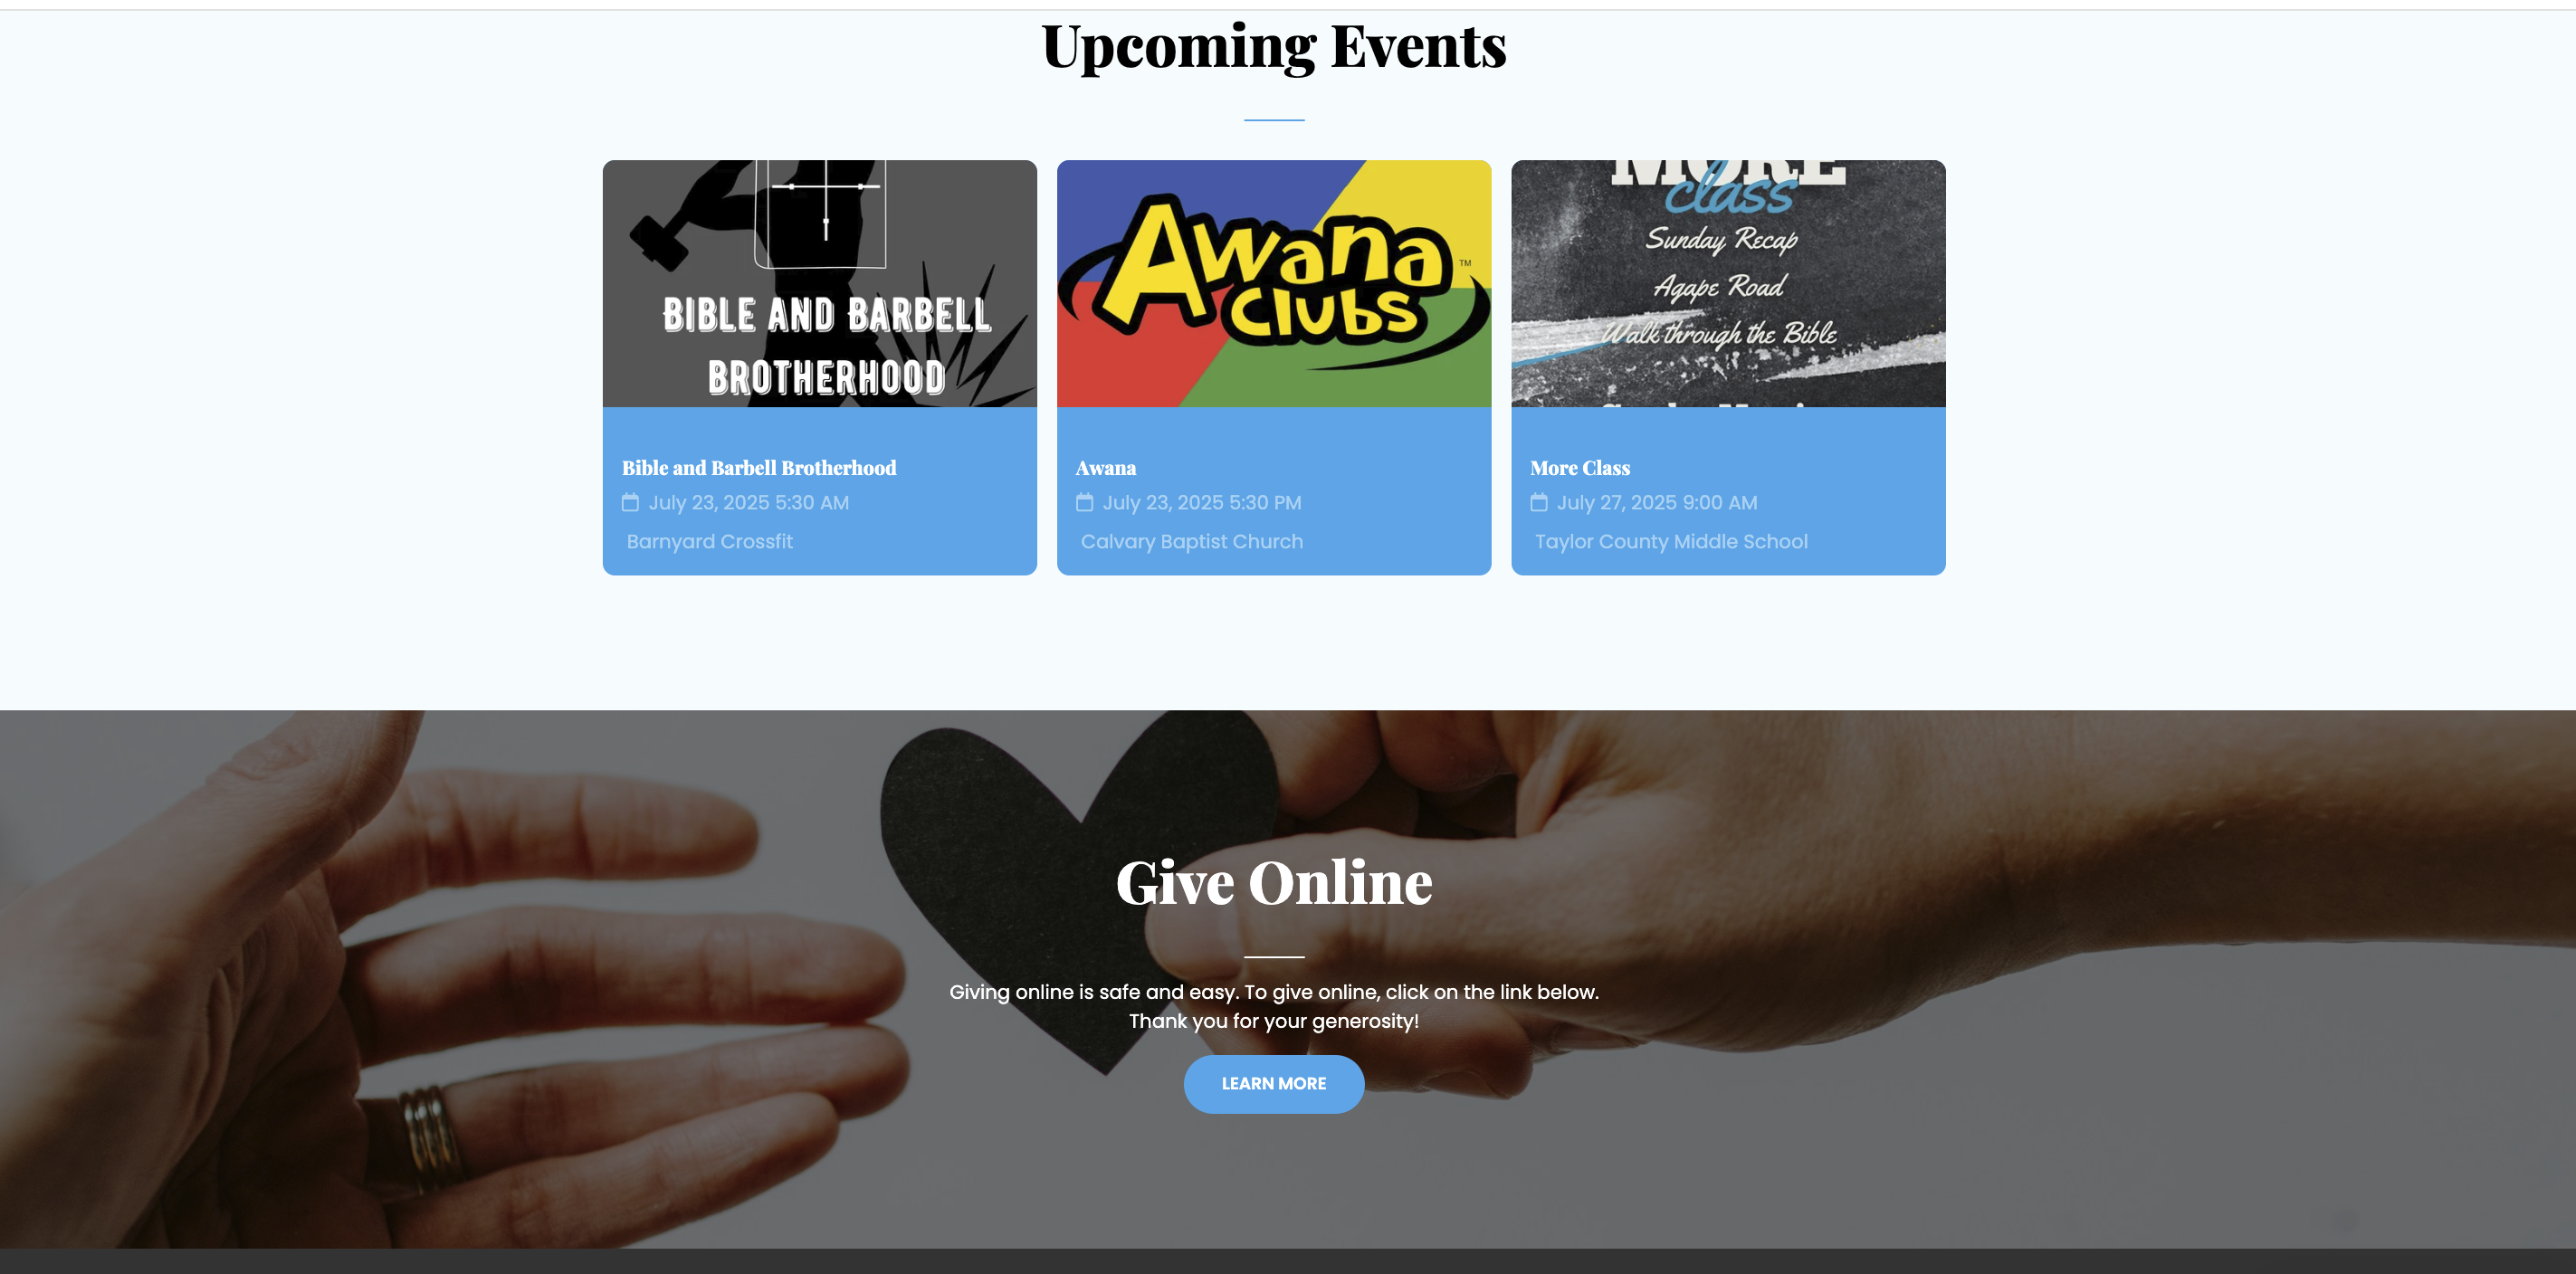 Upcoming Events
BIBLE AND BARBELL
BROTHERHOOD
Bible and Barbell Brotherhood
July 23, 2025 5:30 AM
Barnyard Crossfit
Awana
Clubs
TM
Awana
July 23, 2025 5:30 PM
Calvary Baptist Church
MORE
class
Sunday Recap
Agape Road
Walk through the Bible
More Class
July 27, 2025 9:00 AM
Taylor County Middle School
Give Online
Giving online is safe and easy. To give online, click on the link below.
Thank you for your generosity!
LEARN MORE